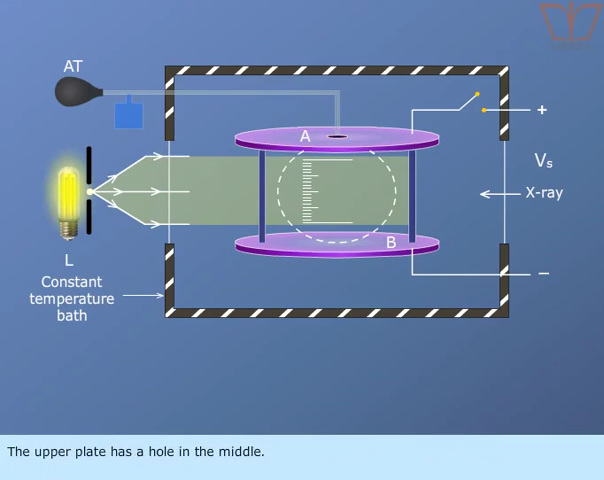 AT
A
+
Vs
X-ray
B
L
Constant
temperature
bath
−
The upper plate has a hole in the middle.